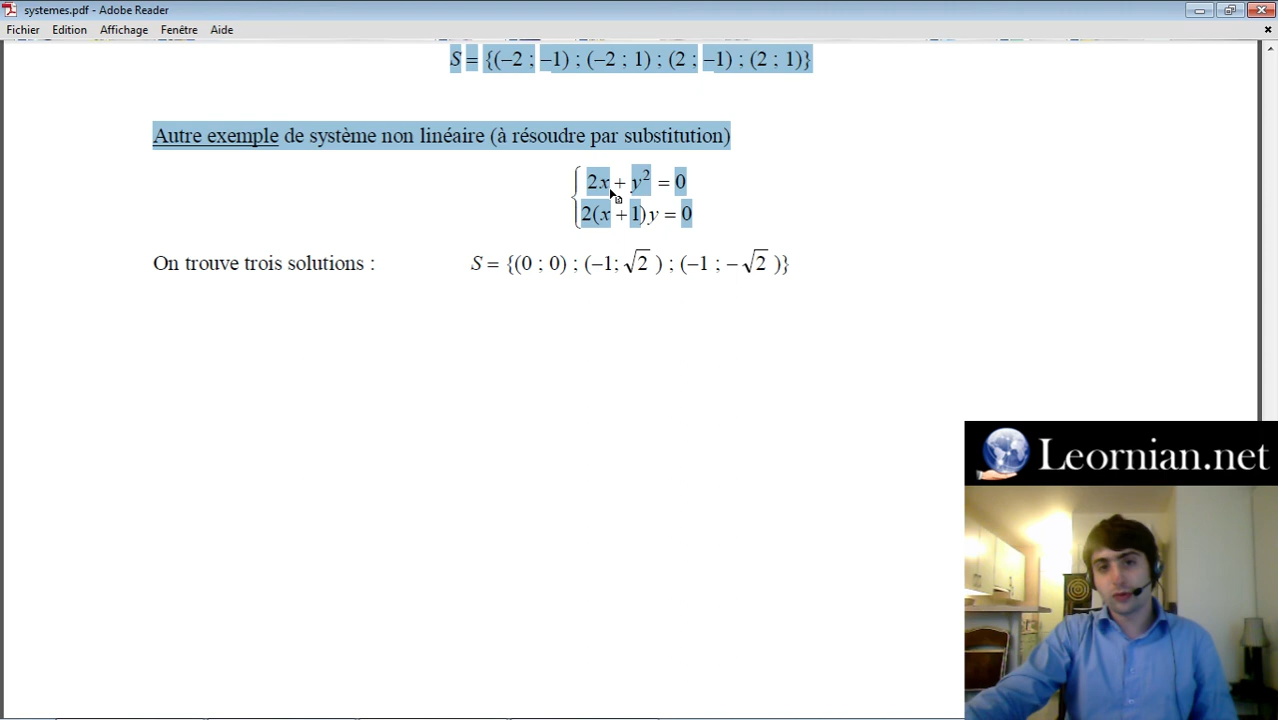 systemes.pdf - Adobe Reader
Fichier Edition Affichage Fenêtre Aide
S = {(–2 ; –1) ; (–2 ; 1) ; (2 ; –1) ; (2 ; 1)}
Autre exemple de système non linéaire (à résoudre par substitution)
2x + y² = 0
2(x + 1)y = 0
On trouve trois solutions : S = {(0 ; 0) ; (–1; √2 ) ; (–1 ; – √2 )}
Leornian.net